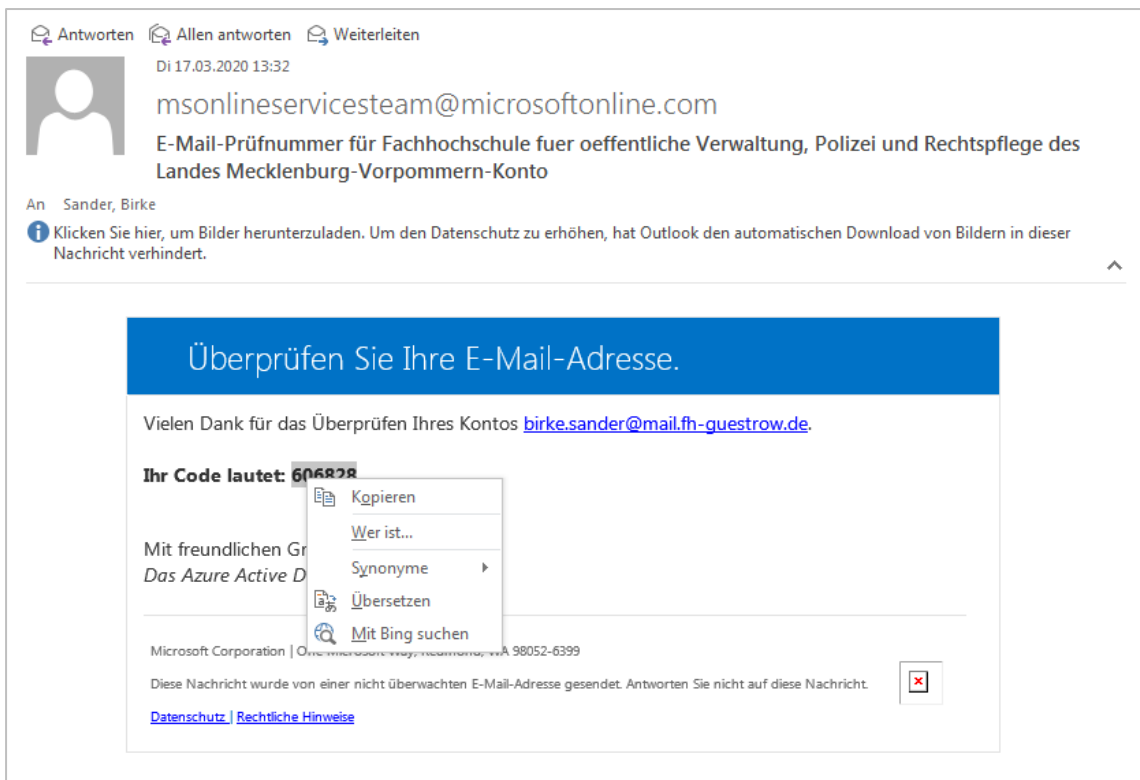 Antworten Allen antworten Weiterleiten
Di 17.03.2020 13:32
msonlineservicesteam@microsoftonline.com
E-Mail-Prüfnummer für Fachhochschule fuer oeffentliche Verwaltung, Polizei und Rechtspflege des
Landes Mecklenburg-Vorpommern-Konto
An Sander, Birke
Klicken Sie hier, um Bilder herunterzuladen. Um den Datenschutz zu erhöhen, hat Outlook den automatischen Download von Bildern in dieser
Nachricht verhindert.
Überprüfen Sie Ihre E-Mail-Adresse.
Vielen Dank für das Überprüfen Ihres Kontos birke.sander@mail.fh-guestrow.de.
Ihr Code lautet: 606828
Kopieren
Wer ist...
Mit freundlichen Gr
Synonyme
Das Azure Active D
Übersetzen
Mit Bing suchen
Microsoft Corporation | One Microsoft Way, Redmond, WA 98052-6399
Diese Nachricht wurde von einer nicht überwachten E-Mail-Adresse gesendet. Antworten Sie nicht auf diese Nachricht.
Datenschutz | Rechtliche Hinweise